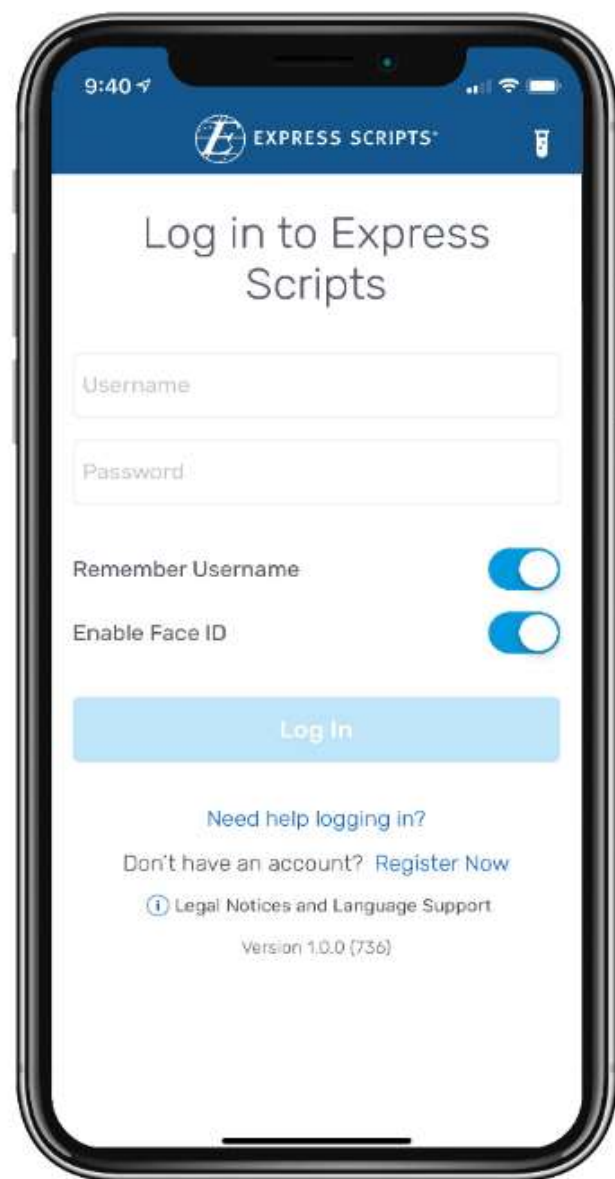 9:40
EXPRESS SCRIPTS®
Log in to Express
Scripts
Username
Password
Remember Username
Enable Face ID
Log In
Need help logging in?
Don't have an account? Register Now
Legal Notices and Language Support
Version 1.0.0 (736)